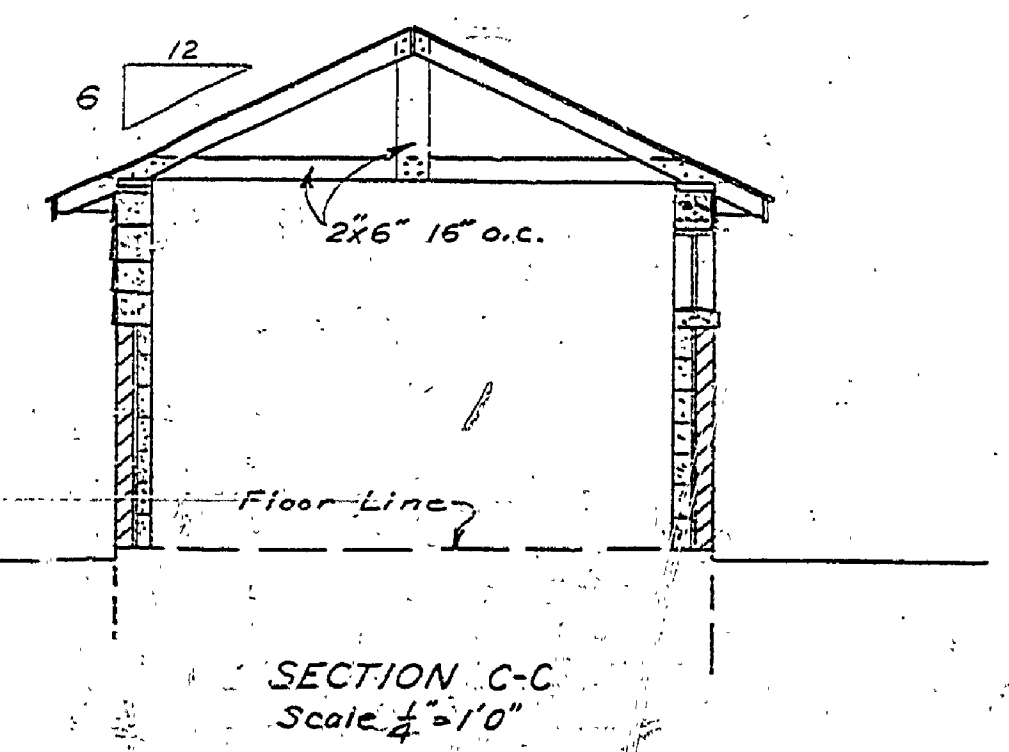 12
6
2"x6" 16" o.c.
Floor Line
SECTION C-C
Scale ¼"=1'0"